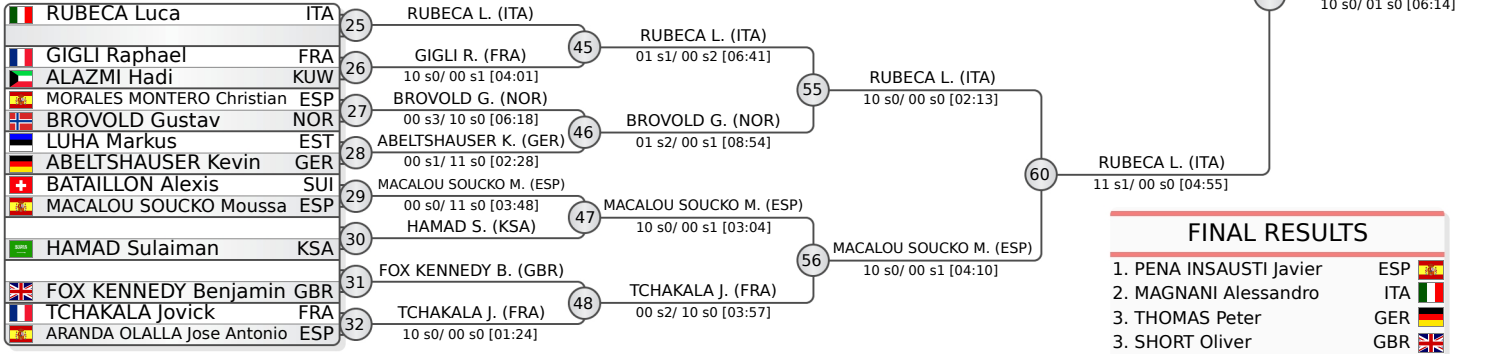 10 s0/ 01 s0 [06:14]
RUBECA Luca ITA
25
RUBECA L. (ITA)
GIGLI Raphael FRA
ALAZMI Hadi KUW
26
GIGLI R. (FRA)
10 s0/ 00 s1 [04:01]
45
RUBECA L. (ITA)
01 s1/ 00 s2 [06:41]
MORALES MONTERO Christian ESP
BROVOLD Gustav NOR
27
BROVOLD G. (NOR)
00 s3/ 10 s0 [06:18]
LUHA Markus EST
ABELTSHAUSER Kevin GER
28
ABELTSHAUSER K. (GER)
00 s1/ 11 s0 [02:28]
46
BROVOLD G. (NOR)
01 s2/ 00 s1 [08:54]
55
RUBECA L. (ITA)
10 s0/ 00 s0 [02:13]
BATAILLON Alexis SUI
MACALOU SOUCKO Moussa ESP
29
MACALOU SOUCKO M. (ESP)
00 s0/ 11 s0 [03:48]
HAMAD Sulaiman KSA
30
HAMAD S. (KSA)
47
MACALOU SOUCKO M. (ESP)
10 s0/ 00 s1 [03:04]
FOX KENNEDY Benjamin GBR
31
FOX KENNEDY B. (GBR)
TCHAKALA Jovick FRA
ARANDA OLALLA Jose Antonio ESP
32
TCHAKALA J. (FRA)
10 s0/ 00 s0 [01:24]
48
TCHAKALA J. (FRA)
00 s2/ 10 s0 [03:57]
56
MACALOU SOUCKO M. (ESP)
10 s0/ 00 s1 [04:10]
60
RUBECA L. (ITA)
11 s1/ 00 s0 [04:55]
FINAL RESULTS
1. PENA INSAUSTI Javier ESP
2. MAGNANI Alessandro ITA
3. THOMAS Peter GER
3. SHORT Oliver GBR